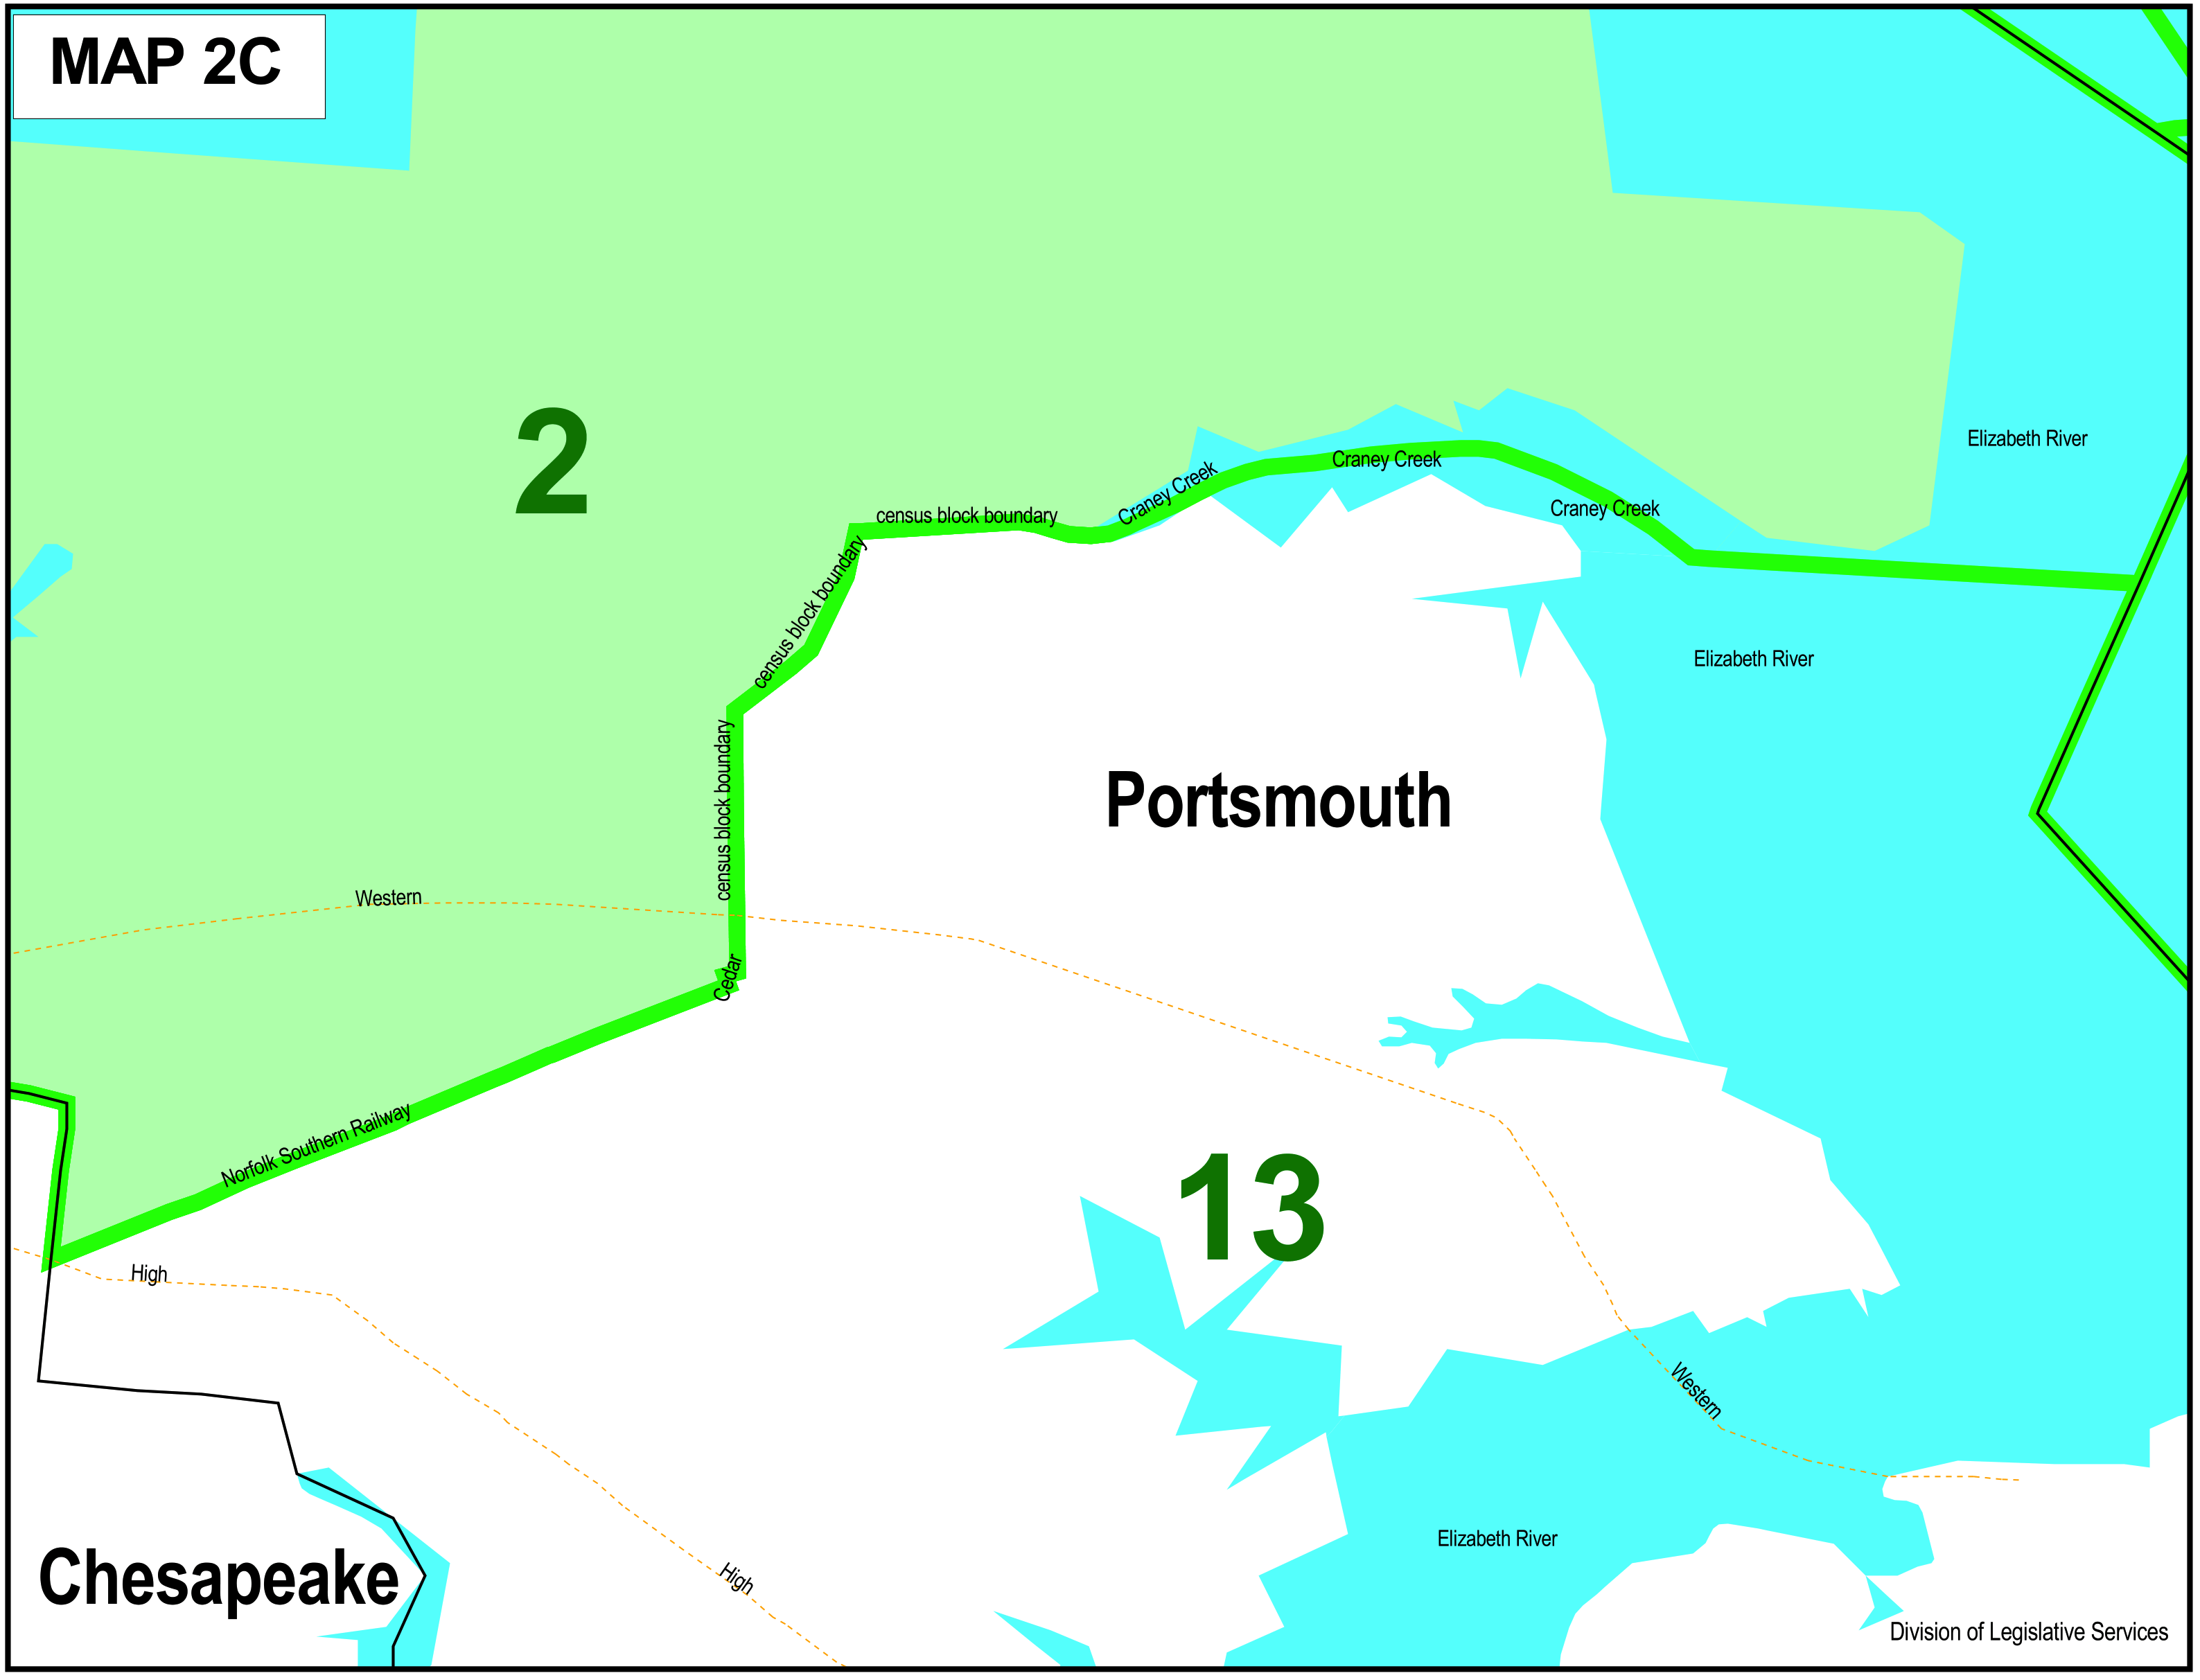 MAP 2C
2
Elizabeth River
Craney Creek
Craney Creek
Craney Creek
census block boundary
census block boundary
Elizabeth River
census block boundary
Portsmouth
Western
Cedar
Norfolk Southern Railway
13
High
Western
Elizabeth River
Chesapeake
High
Division of Legislative Services